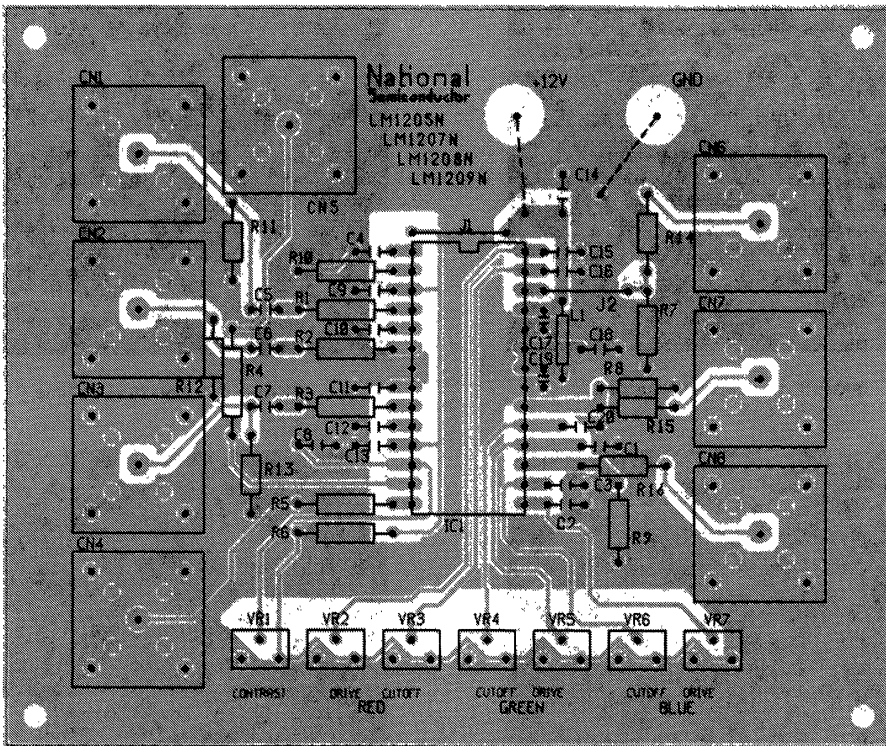 CN1
National
Semiconductor
+12V
GND
LM1205N
LM1207N
LM1208N
LM1209N
C14
CN6
CN5
R11
J1
R14
CN2
C4
R10
C15
C16
C9
C5
R1
J2
L1
R7
CN7
C10
C6
R2
C17
C18
C19
R4
R8
R12
CN3
C7
R3
C11
C20
R15
C12
C8
C13
C1
R13
R16
CN8
C3
R5
C2
R6
IC1
R9
CN4
VR1 VR2 VR3 VR4 VR5 VR6 VR7
CONTRAST DRIVE CUTOFF CUTOFF DRIVE CUTOFF DRIVE
RED GREEN BLUE